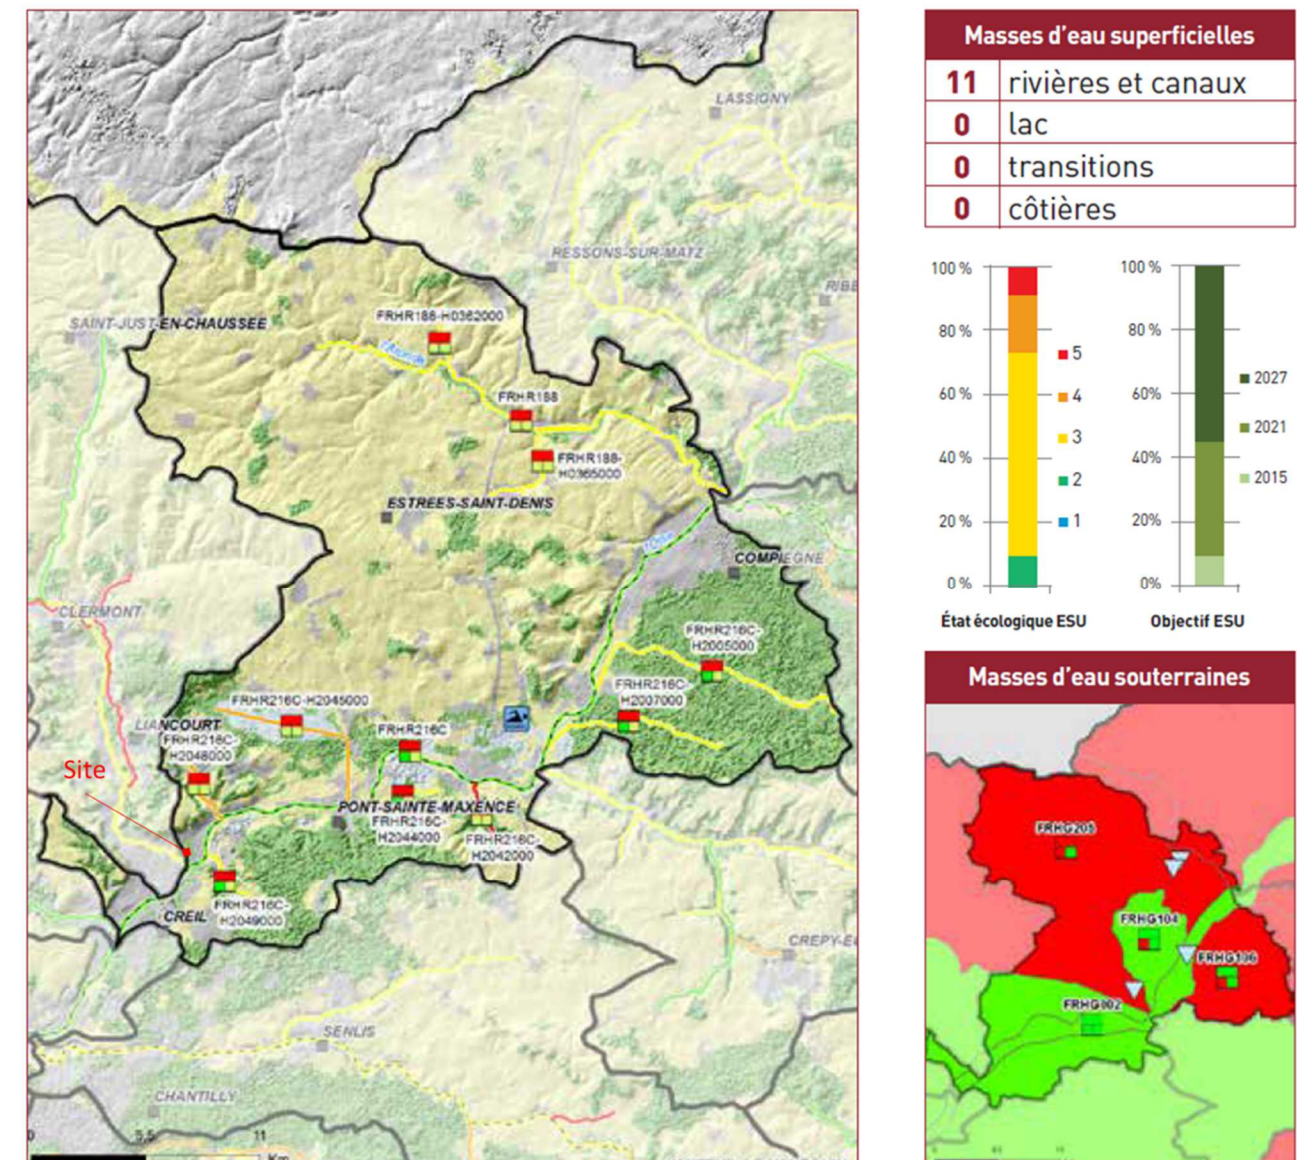 LASSIGNY
RESSONS-SUR-MATZ
RIBE
SAINT-JUST-EN-CHAUSSEE
FRHR188-H0362000
l'Aronde
FRHR188
FRHR188-
H0365000
ESTREES-SAINT-DENIS
l'Oise
COMPIEGNE
CLERMONT
FRHR216C-
H2005000
FRHR216C-
H2007000
FRHR216C-H2045000
LIANCOURT
FRHR216C-
H2048000
FRHR216C
Site
PONT-SAINTE-MAXENCE
FRHR216C-
H2044000
FRHR216C-
H2042000
FRHR216C-
H2049000
CREIL
CREPY-E
SENLIS
CHANTILLY
0 5,5 11
Km
Masses d'eau superficielles
11 rivières et canaux
0 lac
0 transitions
0 côtières
100 %
80 %
60 %
40 %
20 %
0 %
5
4
3
2
1
État écologique ESU
100 %
80 %
60%
40%
20%
0%
2027
2021
2015
Objectif ESU
Masses d'eau souterraines
FRHG205
FRHG104
FRHG106
FRHG002